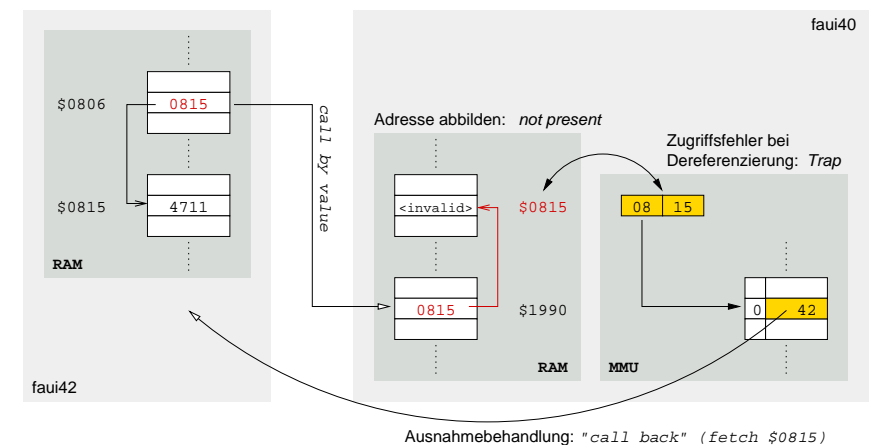 faui40
$0806
0815
$0815
4711
RAM
faui42
call by value
Adresse abbilden: not present
<invalid>
$0815
0815
$1990
RAM
Zugriffsfehler bei
Dereferenzierung: Trap
08 15
0 42
MMU
Ausnahmebehandlung: "call back" (fetch $0815)